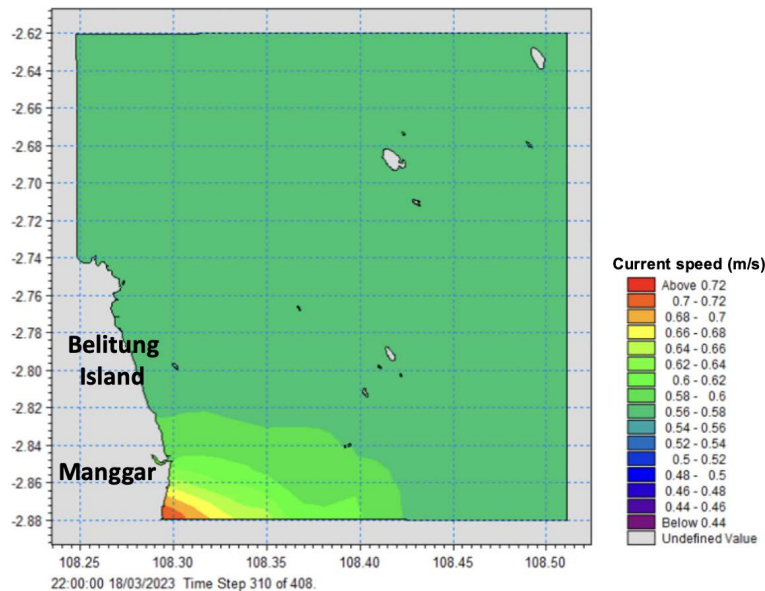 -2.62
-2.64
-2.66
-2.68
-2.70
-2.72
-2.74
-2.76
-2.78
-2.80
-2.82
-2.84
-2.86
-2.88
Belitung
Island
Manggar
108.25 108.30 108.35 108.40 108.45 108.50
22:00:00 18/03/2023 Time Step 310 of 408.
Current speed (m/s)
Above 0.72
0.7 - 0.72
0.68 - 0.7
0.66 - 0.68
0.64 - 0.66
0.62 - 0.64
0.6 - 0.62
0.58 - 0.6
0.56 - 0.58
0.54 - 0.56
0.52 - 0.54
0.5 - 0.52
0.48 - 0.5
0.46 - 0.48
0.44 - 0.46
Below 0.44
Undefined Value